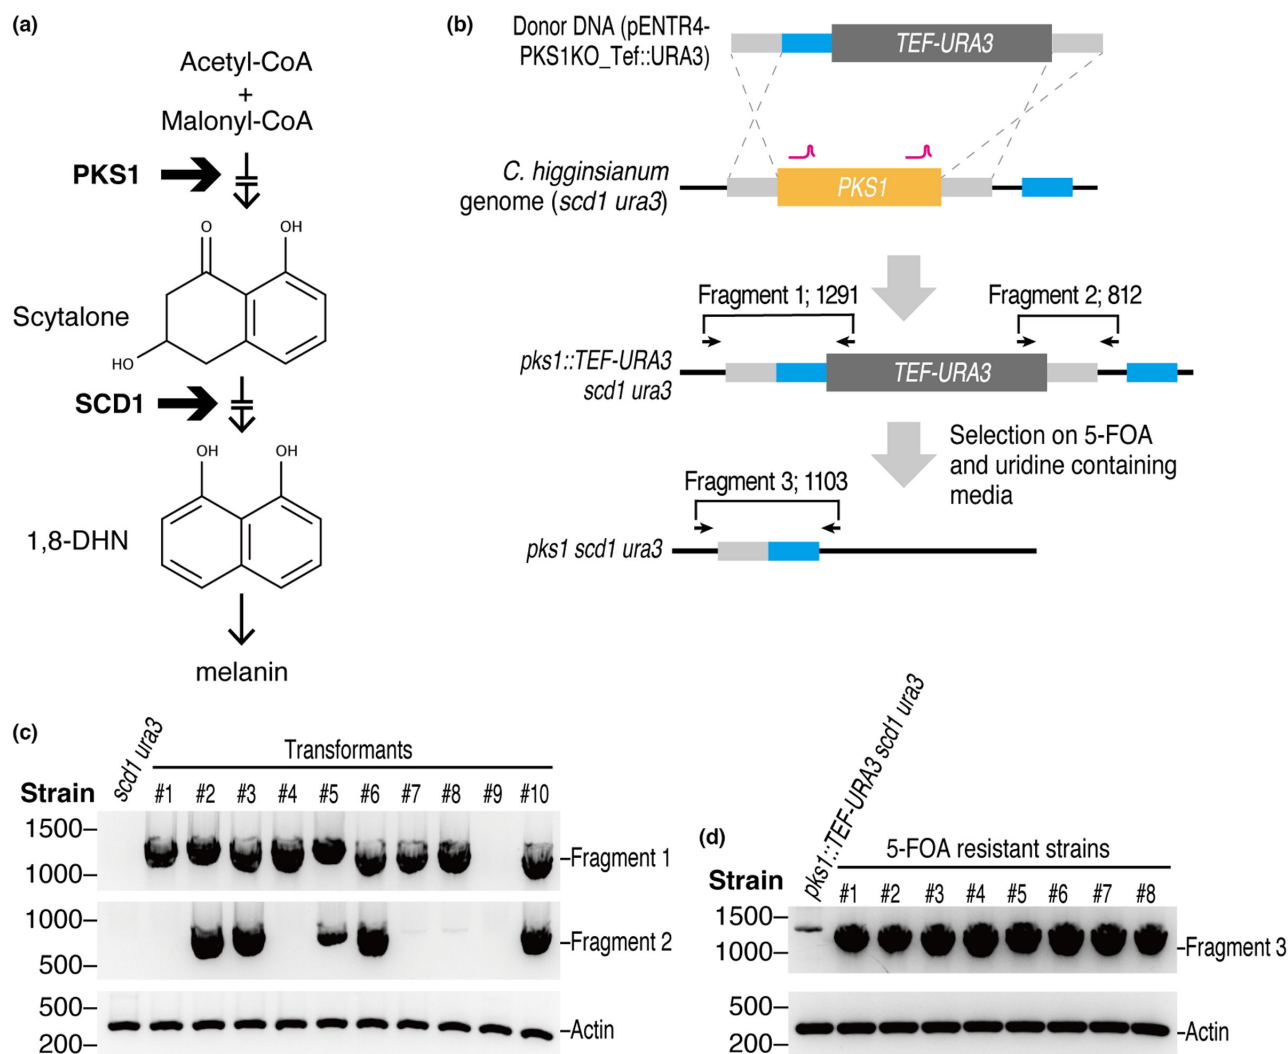 (a)
Acetyl-CoA
+
Malonyl-CoA
PKS1
O
OH
Scytalone
HO
SCD1
OH
OH
1,8-DHN
melanin
(b)
Donor DNA (pENTR4-
PKS1KO_Tef::URA3)
TEF-URA3
C. higginsianum
genome (scd1 ura3)
PKS1
Fragment 1; 1291
Fragment 2; 812
pks1::TEF-URA3
scd1 ura3
TEF-URA3
Selection on 5-FOA
and uridine containing
media
Fragment 3; 1103
pks1 scd1 ura3
(c)
scd1 ura3
Transformants
Strain
#1 #2 #3 #4 #5 #6 #7 #8 #9 #10
1500
1000
Fragment 1
1000
500
Fragment 2
500
200
Actin
(d)
pks1::TEF-URA3 scd1 ura3
5-FOA resistant strains
Strain
#1 #2 #3 #4 #5 #6 #7 #8
1500
1000
Fragment 3
500
200
Actin